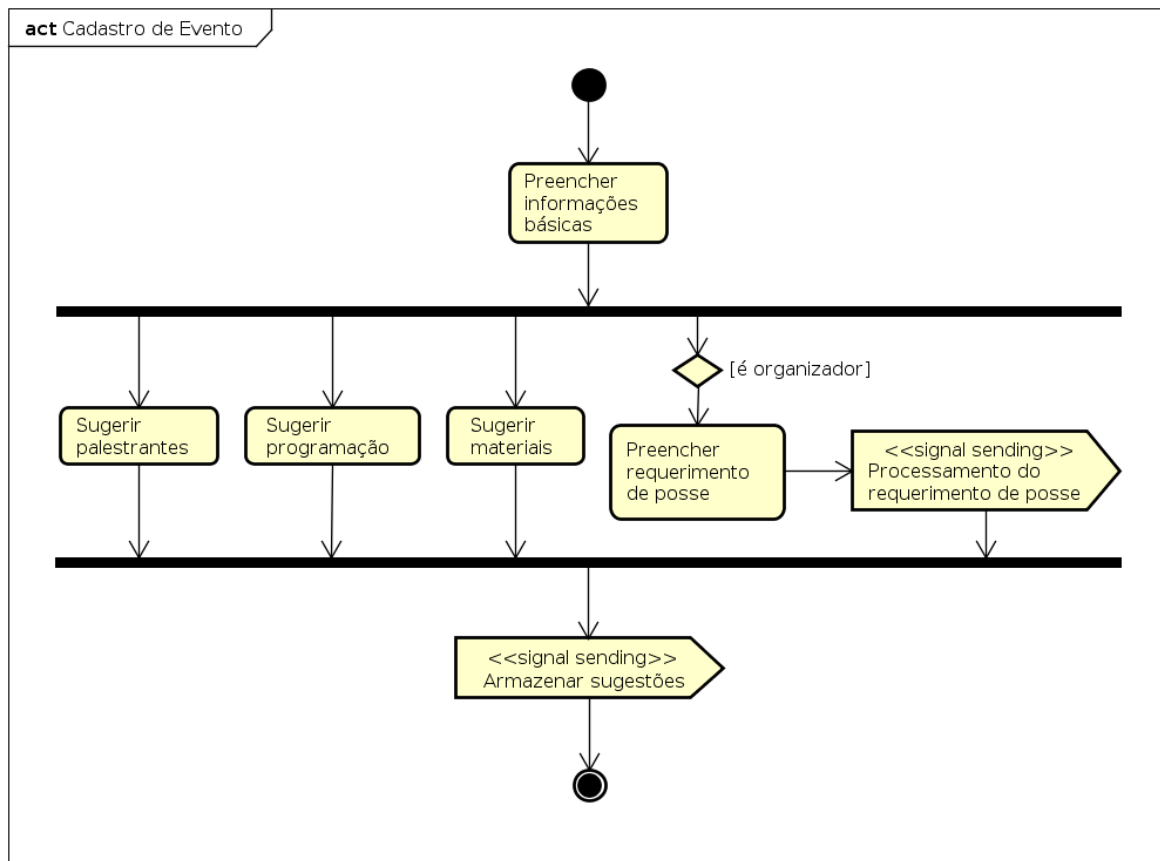 act Cadastro de Evento
Preencher
informações
básicas
[é organizador]
Sugerir
palestrantes
Sugerir
programação
Sugerir
materiais
Preencher
requerimento
de posse
<<signal sending>>
Processamento do
requerimento de posse
<<signal sending>>
Armazenar sugestões